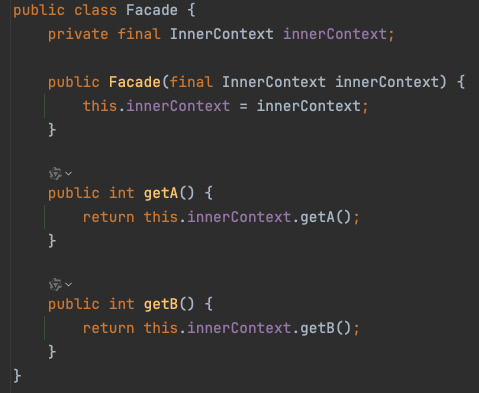 public class Facade {
    private final InnerContext innerContext;

    public Facade(final InnerContext innerContext) {
        this.innerContext = innerContext;
    }

    public int getA() {
        return this.innerContext.getA();
    }

    public int getB() {
        return this.innerContext.getB();
    }
}